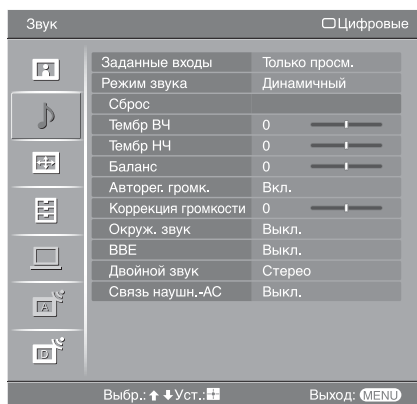 Звук Цифровые
Заданные входы Только просм.
Режим звука Динамичный
Сброс
Тембр ВЧ 0
Тембр НЧ 0
Баланс 0
Авторег. громк. Вкл.
Коррекция громкости 0
Окруж. звук Выкл.
BBE Выкл.
Двойной звук Стерео
Связь наушн.-АС Выкл.
A
D
Выбр.: Уст.: Выход: MENU